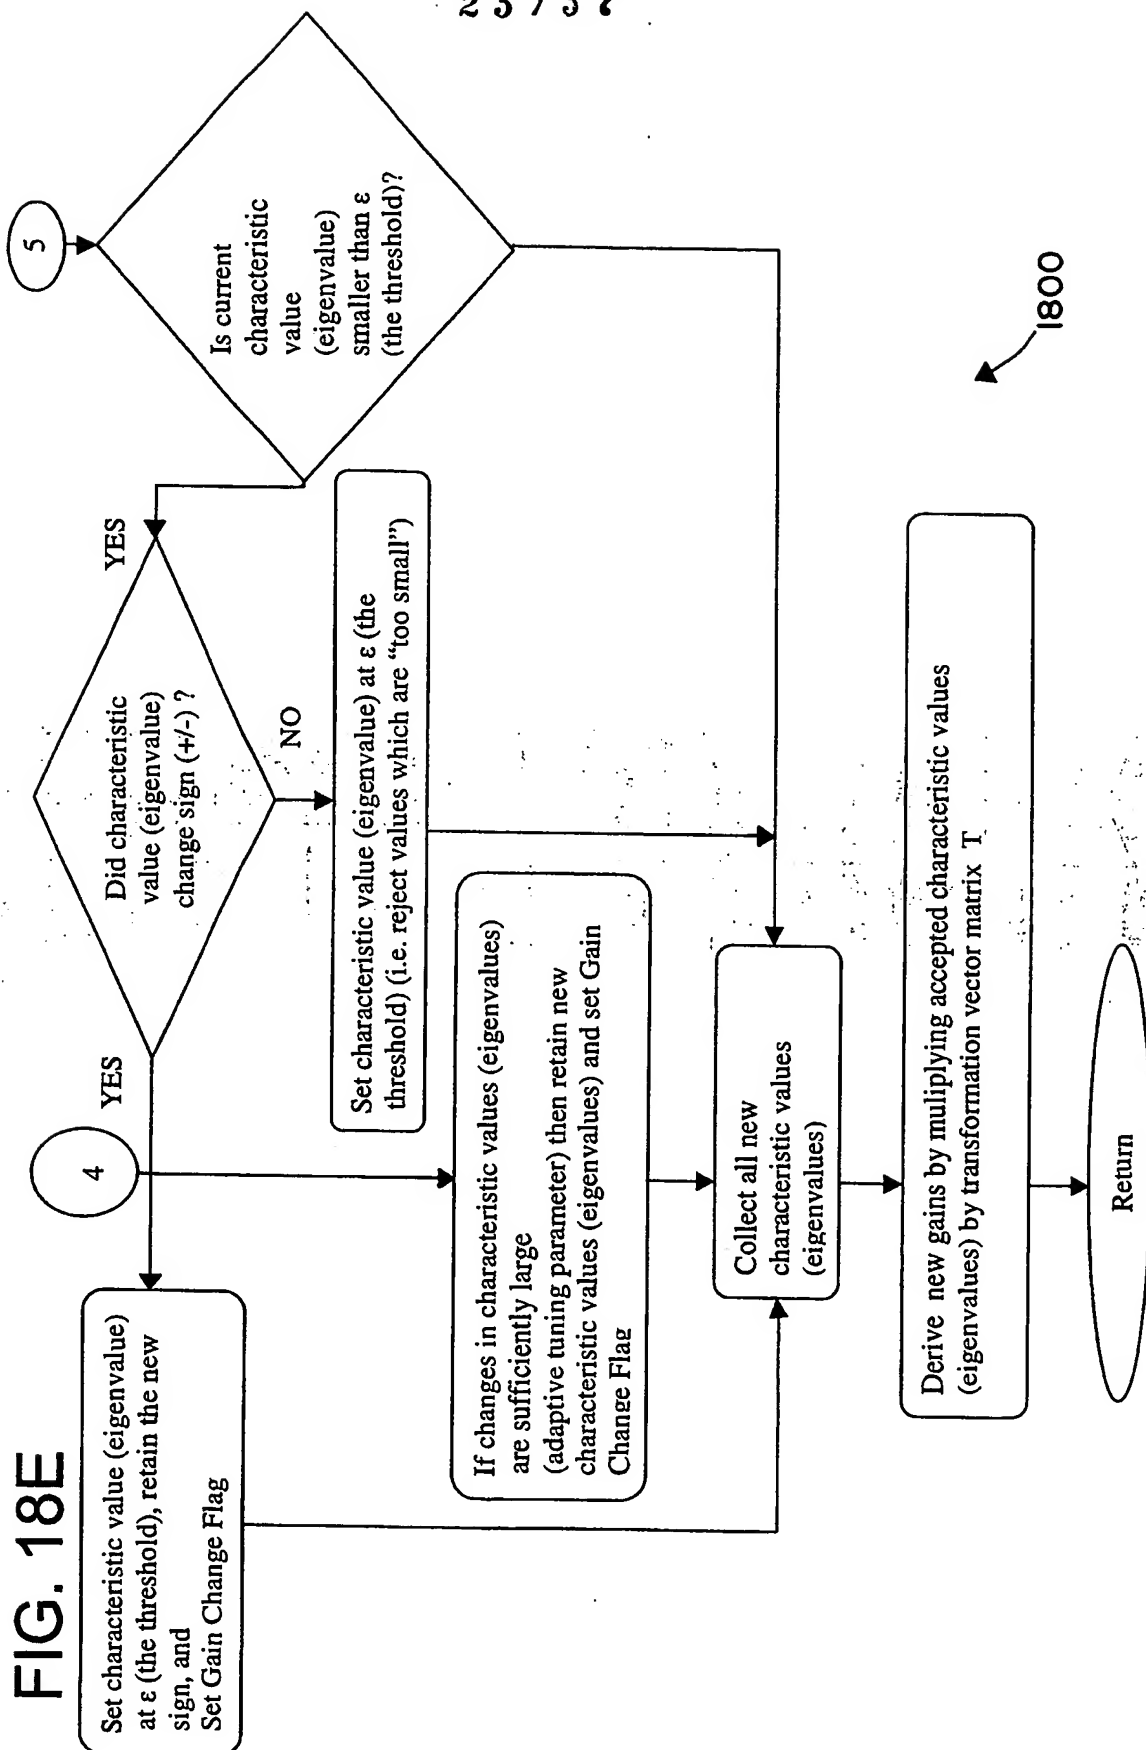 FIG. 18E
5
Is current
characteristic
value
(eigenvalue)
smaller than ε
(the threshold)?
YES
Did characteristic
value (eigenvalue)
change sign (+/-) ?
YES
NO
Set characteristic value (eigenvalue)
at ε (the threshold), retain the new
sign, and
Set Gain Change Flag
Set characteristic value (eigenvalue) at ε (the
threshold) (i.e. reject values which are "too small")
4
If changes in characteristic values (eigenvalues)
are sufficiently large
(adaptive tuning parameter) then retain new
characteristic values (eigenvalues) and set Gain
Change Flag
Collect all new
characteristic values
(eigenvalues)
Derive new gains by muliplying accepted characteristic values
(eigenvalues) by transformation vector matrix T
Return
1800